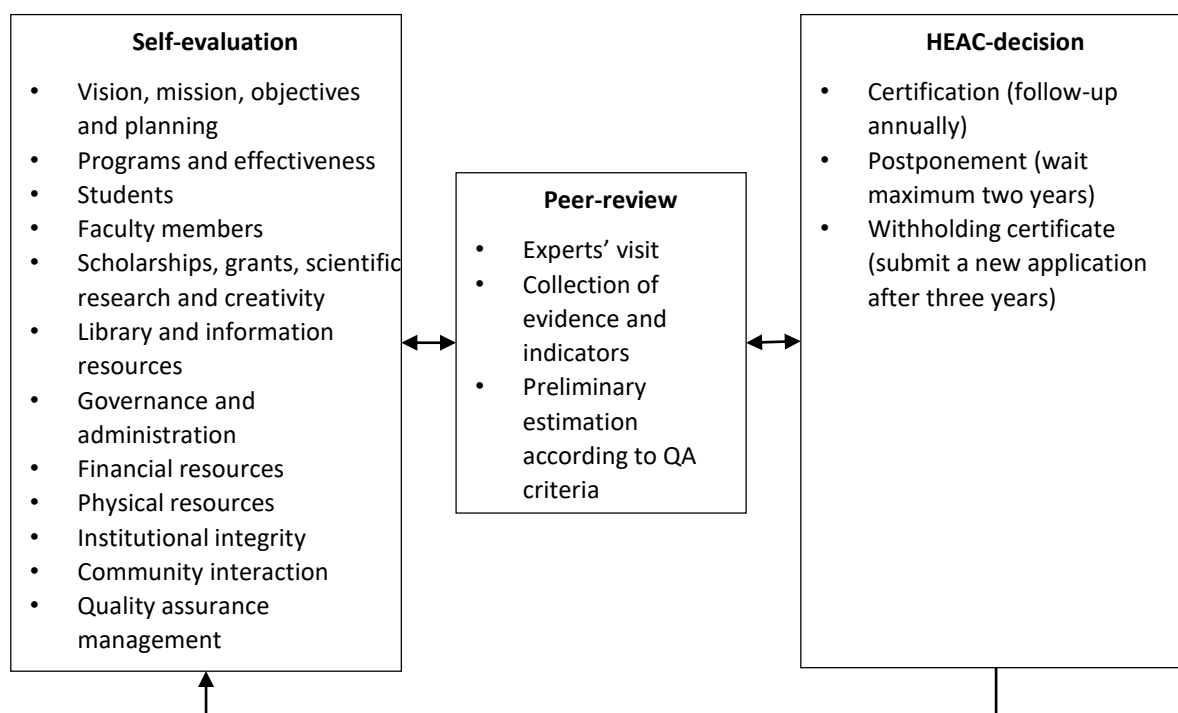 Self-evaluation
• Vision, mission, objectives
and planning
• Programs and effectiveness
• Students
• Faculty members
• Scholarships, grants, scientific
research and creativity
• Library and information
resources
• Governance and
administration
• Financial resources
• Physical resources
• Institutional integrity
• Community interaction
• Quality assurance
management
Peer-review
• Experts’ visit
• Collection of
evidence and
indicators
• Preliminary
estimation
according to QA
criteria
HEAC-decision
• Certification (follow-up
annually)
• Postponement (wait
maximum two years)
• Withholding certificate
(submit a new application
after three years)